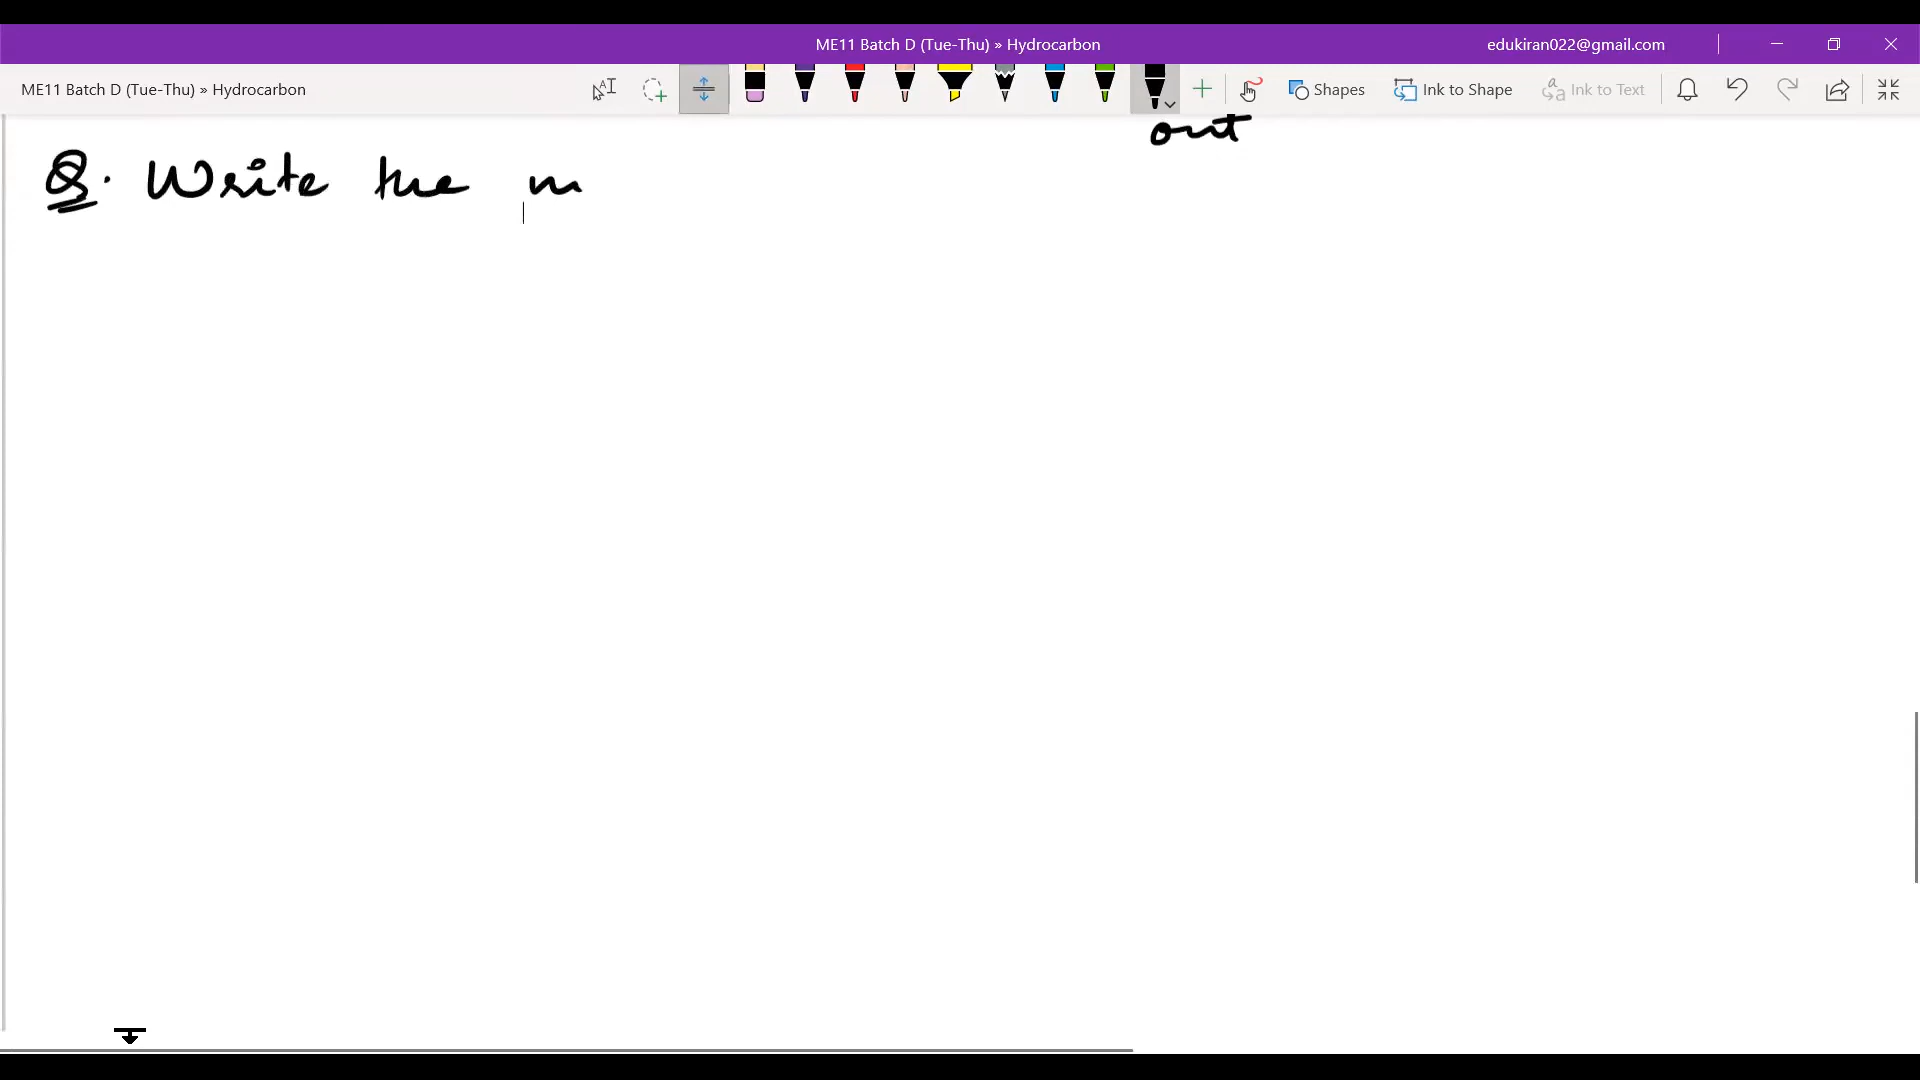 ME11 Batch D (Tue-Thu) » Hydrocarbon
edukiran022@gmail.com
ME11 Batch D (Tue-Thu) » Hydrocarbon
Shapes
Ink to Shape
Ink to Text
out
Q. Write the m